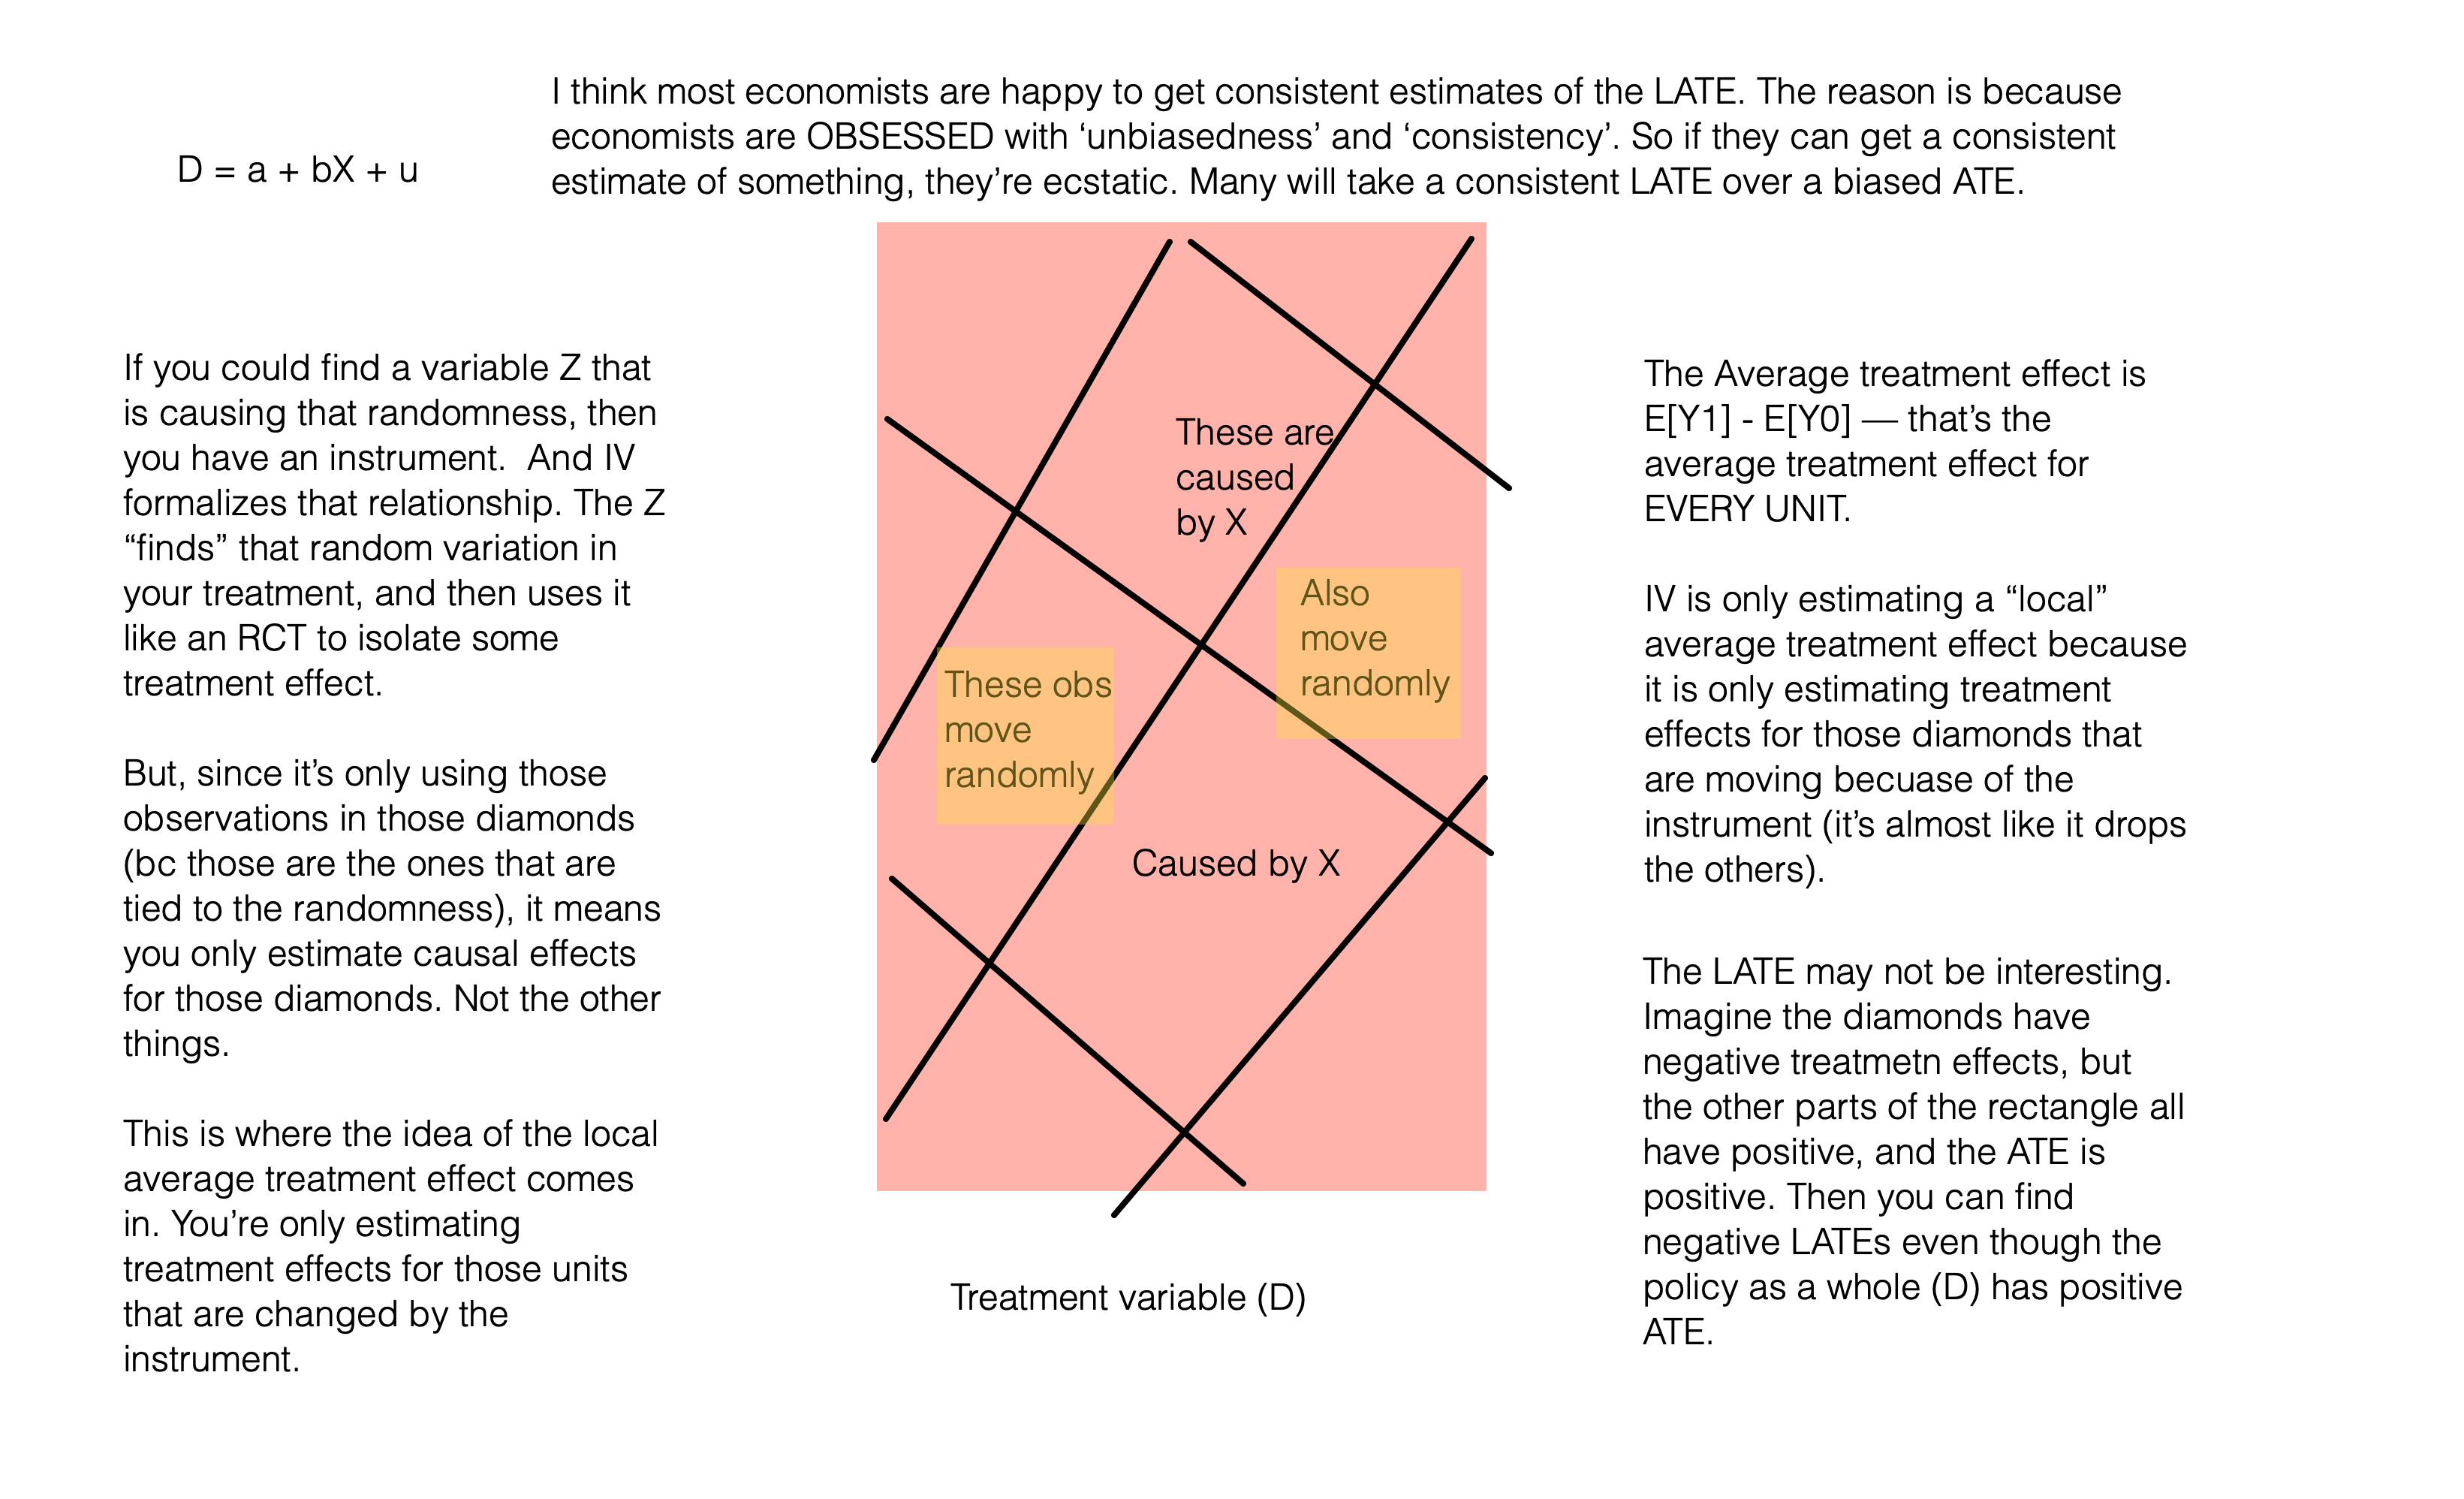 I think most economists are happy to get consistent estimates of the LATE. The reason is because
economists are OBSESSED with ‘unbiasedness’ and ‘consistency’. So if they can get a consistent
estimate of something, they’re ecstatic. Many will take a consistent LATE over a biased ATE.
D = a + bX + u
If you could find a variable Z that
is causing that randomness, then
you have an instrument.  And IV
formalizes that relationship. The Z
“finds” that random variation in
your treatment, and then uses it
like an RCT to isolate some
treatment effect.
But, since it’s only using those
observations in those diamonds
(bc those are the ones that are
tied to the randomness), it means
you only estimate causal effects
for those diamonds. Not the other
things.
This is where the idea of the local
average treatment effect comes
in. You’re only estimating
treatment effects for those units
that are changed by the
instrument.
These are
caused
by X
Also
move
randomly
These obs
move
randomly
Caused by X
Treatment variable (D)
The Average treatment effect is
E[Y1] - E[Y0] — that’s the
average treatment effect for
EVERY UNIT.
IV is only estimating a “local”
average treatment effect because
it is only estimating treatment
effects for those diamonds that
are moving becuase of the
instrument (it’s almost like it drops
the others).
The LATE may not be interesting.
Imagine the diamonds have
negative treatmetn effects, but
the other parts of the rectangle all
have positive, and the ATE is
positive. Then you can find
negative LATEs even though the
policy as a whole (D) has positive
ATE.